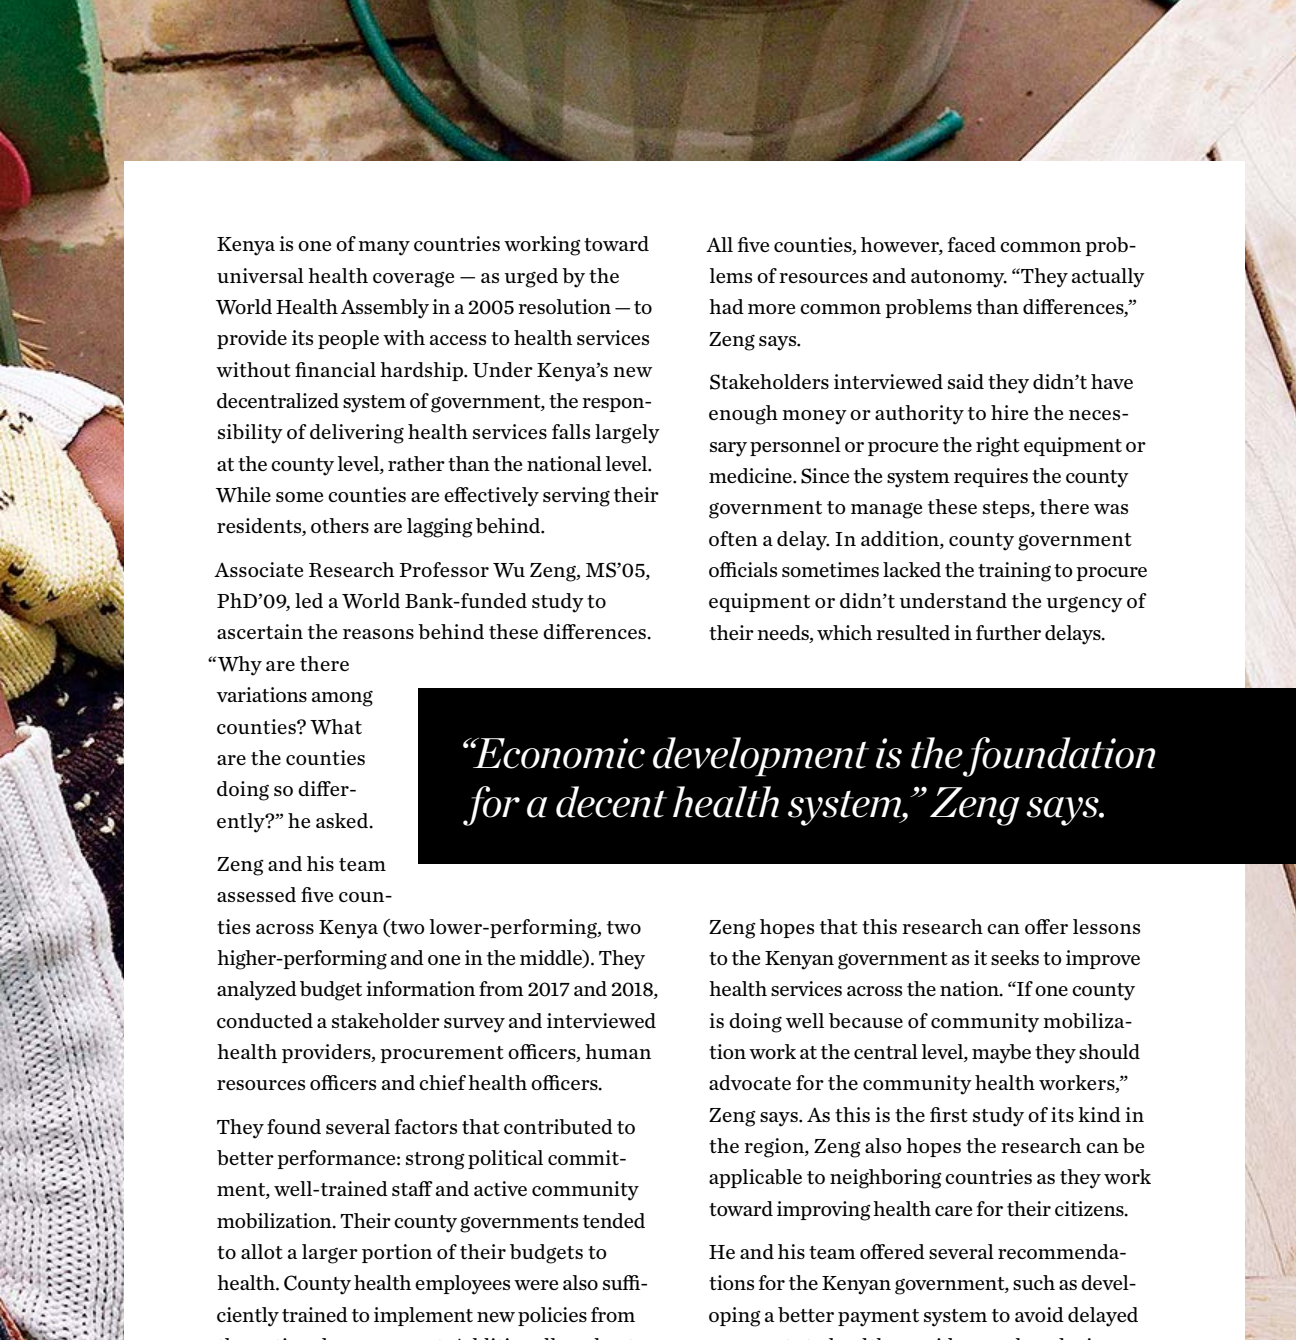 Kenya is one of many countries working toward
universal health coverage — as urged by the
World Health Assembly in a 2005 resolution — to
provide its people with access to health services
without financial hardship. Under Kenya’s new
decentralized system of government, the respon-
sibility of delivering health services falls largely
at the county level, rather than the national level.
While some counties are effectively serving their
residents, others are lagging behind.
Associate Research Professor Wu Zeng, MS’05,
PhD’09, led a World Bank-funded study to
ascertain the reasons behind these differences.
“Why are there
variations among
counties? What
are the counties
doing so differ-
ently?” he asked.
Zeng and his team
assessed five coun-
ties across Kenya (two lower-performing, two
higher-performing and one in the middle). They
analyzed budget information from 2017 and 2018,
conducted a stakeholder survey and interviewed
health providers, procurement officers, human
resources officers and chief health officers.
They found several factors that contributed to
better performance: strong political commit-
ment, well-trained staff and active community
mobilization. Their county governments tended
to allot a larger portion of their budgets to
health. County health employees were also suffi-
ciently trained to implement new policies from
All five counties, however, faced common prob-
lems of resources and autonomy. “They actually
had more common problems than differences,”
Zeng says.
Stakeholders interviewed said they didn’t have
enough money or authority to hire the neces-
sary personnel or procure the right equipment or
medicine. Since the system requires the county
government to manage these steps, there was
often a delay. In addition, county government
officials sometimes lacked the training to procure
equipment or didn’t understand the urgency of
their needs, which resulted in further delays.
“Economic development is the foundation
for a decent health system,” Zeng says.
Zeng hopes that this research can offer lessons
to the Kenyan government as it seeks to improve
health services across the nation. “If one county
is doing well because of community mobiliza-
tion work at the central level, maybe they should
advocate for the community health workers,”
Zeng says. As this is the first study of its kind in
the region, Zeng also hopes the research can be
applicable to neighboring countries as they work
toward improving health care for their citizens.
He and his team offered several recommenda-
tions for the Kenyan government, such as devel-
oping a better payment system to avoid delayed